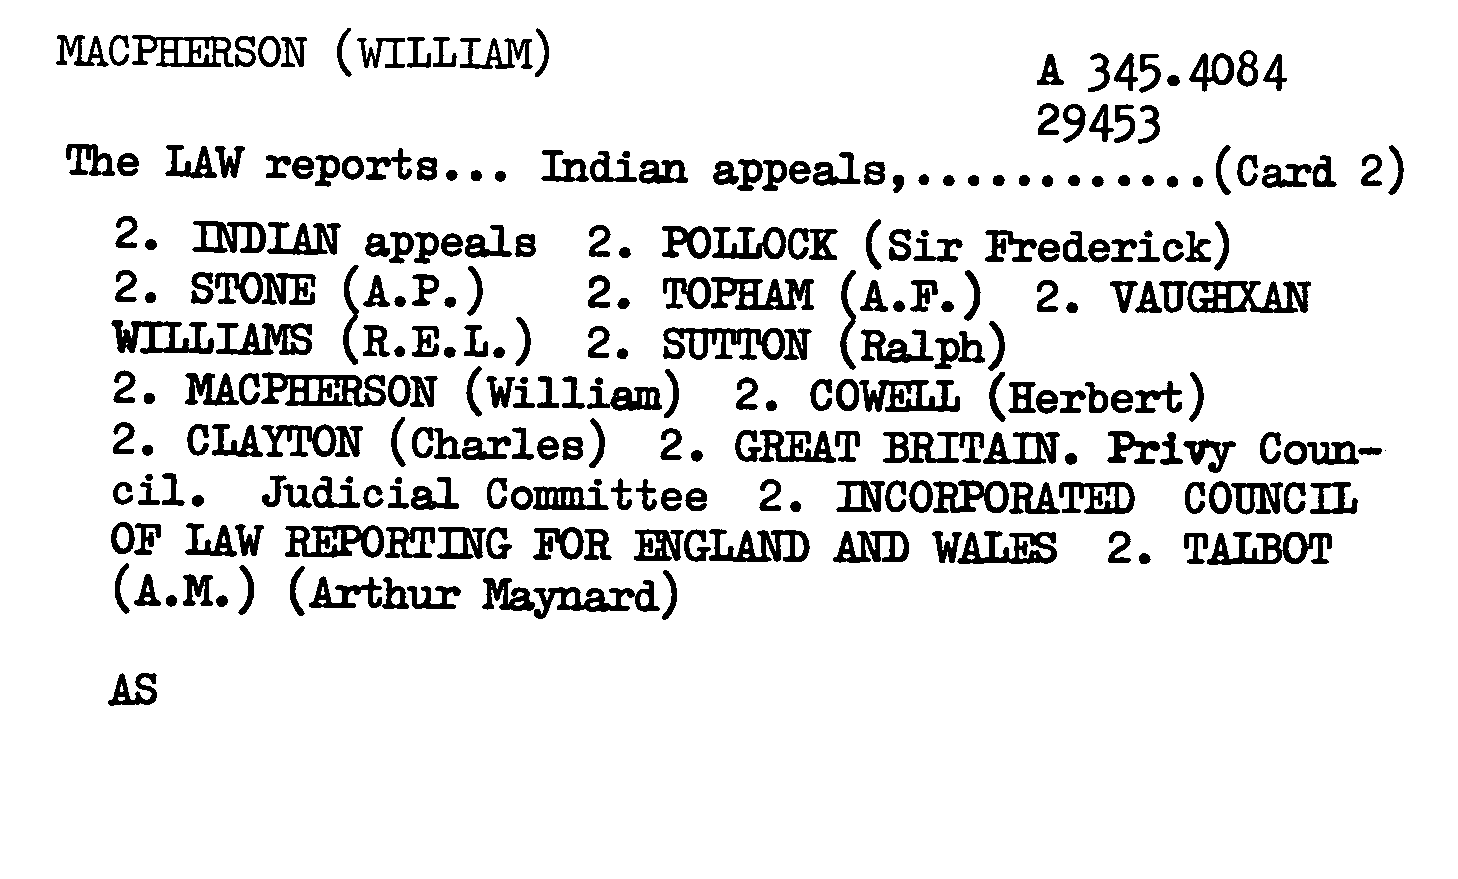 MACPHERSON (WILLIAM)
A 345.4084
29453
The LAW reports... Indian appeals,............(Card 2)
2. INDIAN appeals 2. POLLOCK (Sir Frederick)
2. STONE (A.P.) 2. TOPHAM (A.F.) 2. VAUGHXAN
WILLIAMS (R.E.L.) 2. SUTTON (Ralph)
2. MACPHERSON (William) 2. COWELL (Herbert)
2. CLAYTON (Charles) 2. GREAT BRITAIN. Privy Coun-
cil. Judicial Committee 2. INCORPORATED COUNCIL
OF LAW REPORTING FOR ENGLAND AND WALES 2. TALBOT
(A.M.) (Arthur Maynard)
AS